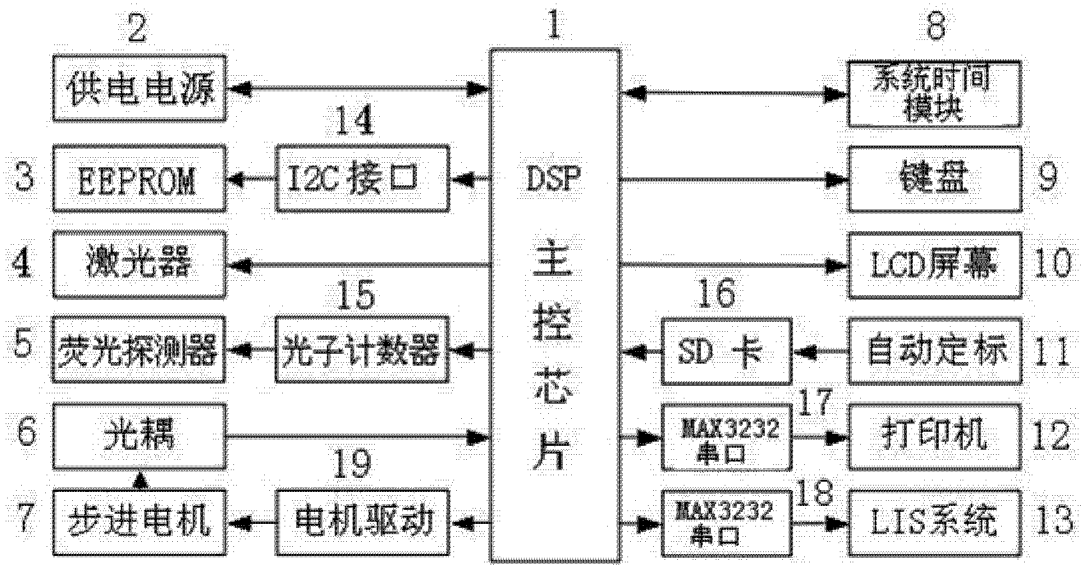 2
1
8
供电电源
系统时间
模块
14
3
EEPROM
I2C接口
DSP
主
控
芯
片
键盘
9
4
激光器
LCD屏幕
10
15
16
5
荧光探测器
光子计数器
SD 卡
自动定标
11
6
光耦
MAX3232
串口
17
打印机
12
19
7
步进电机
电机驱动
MAX3232
串口
18
LIS系统
13